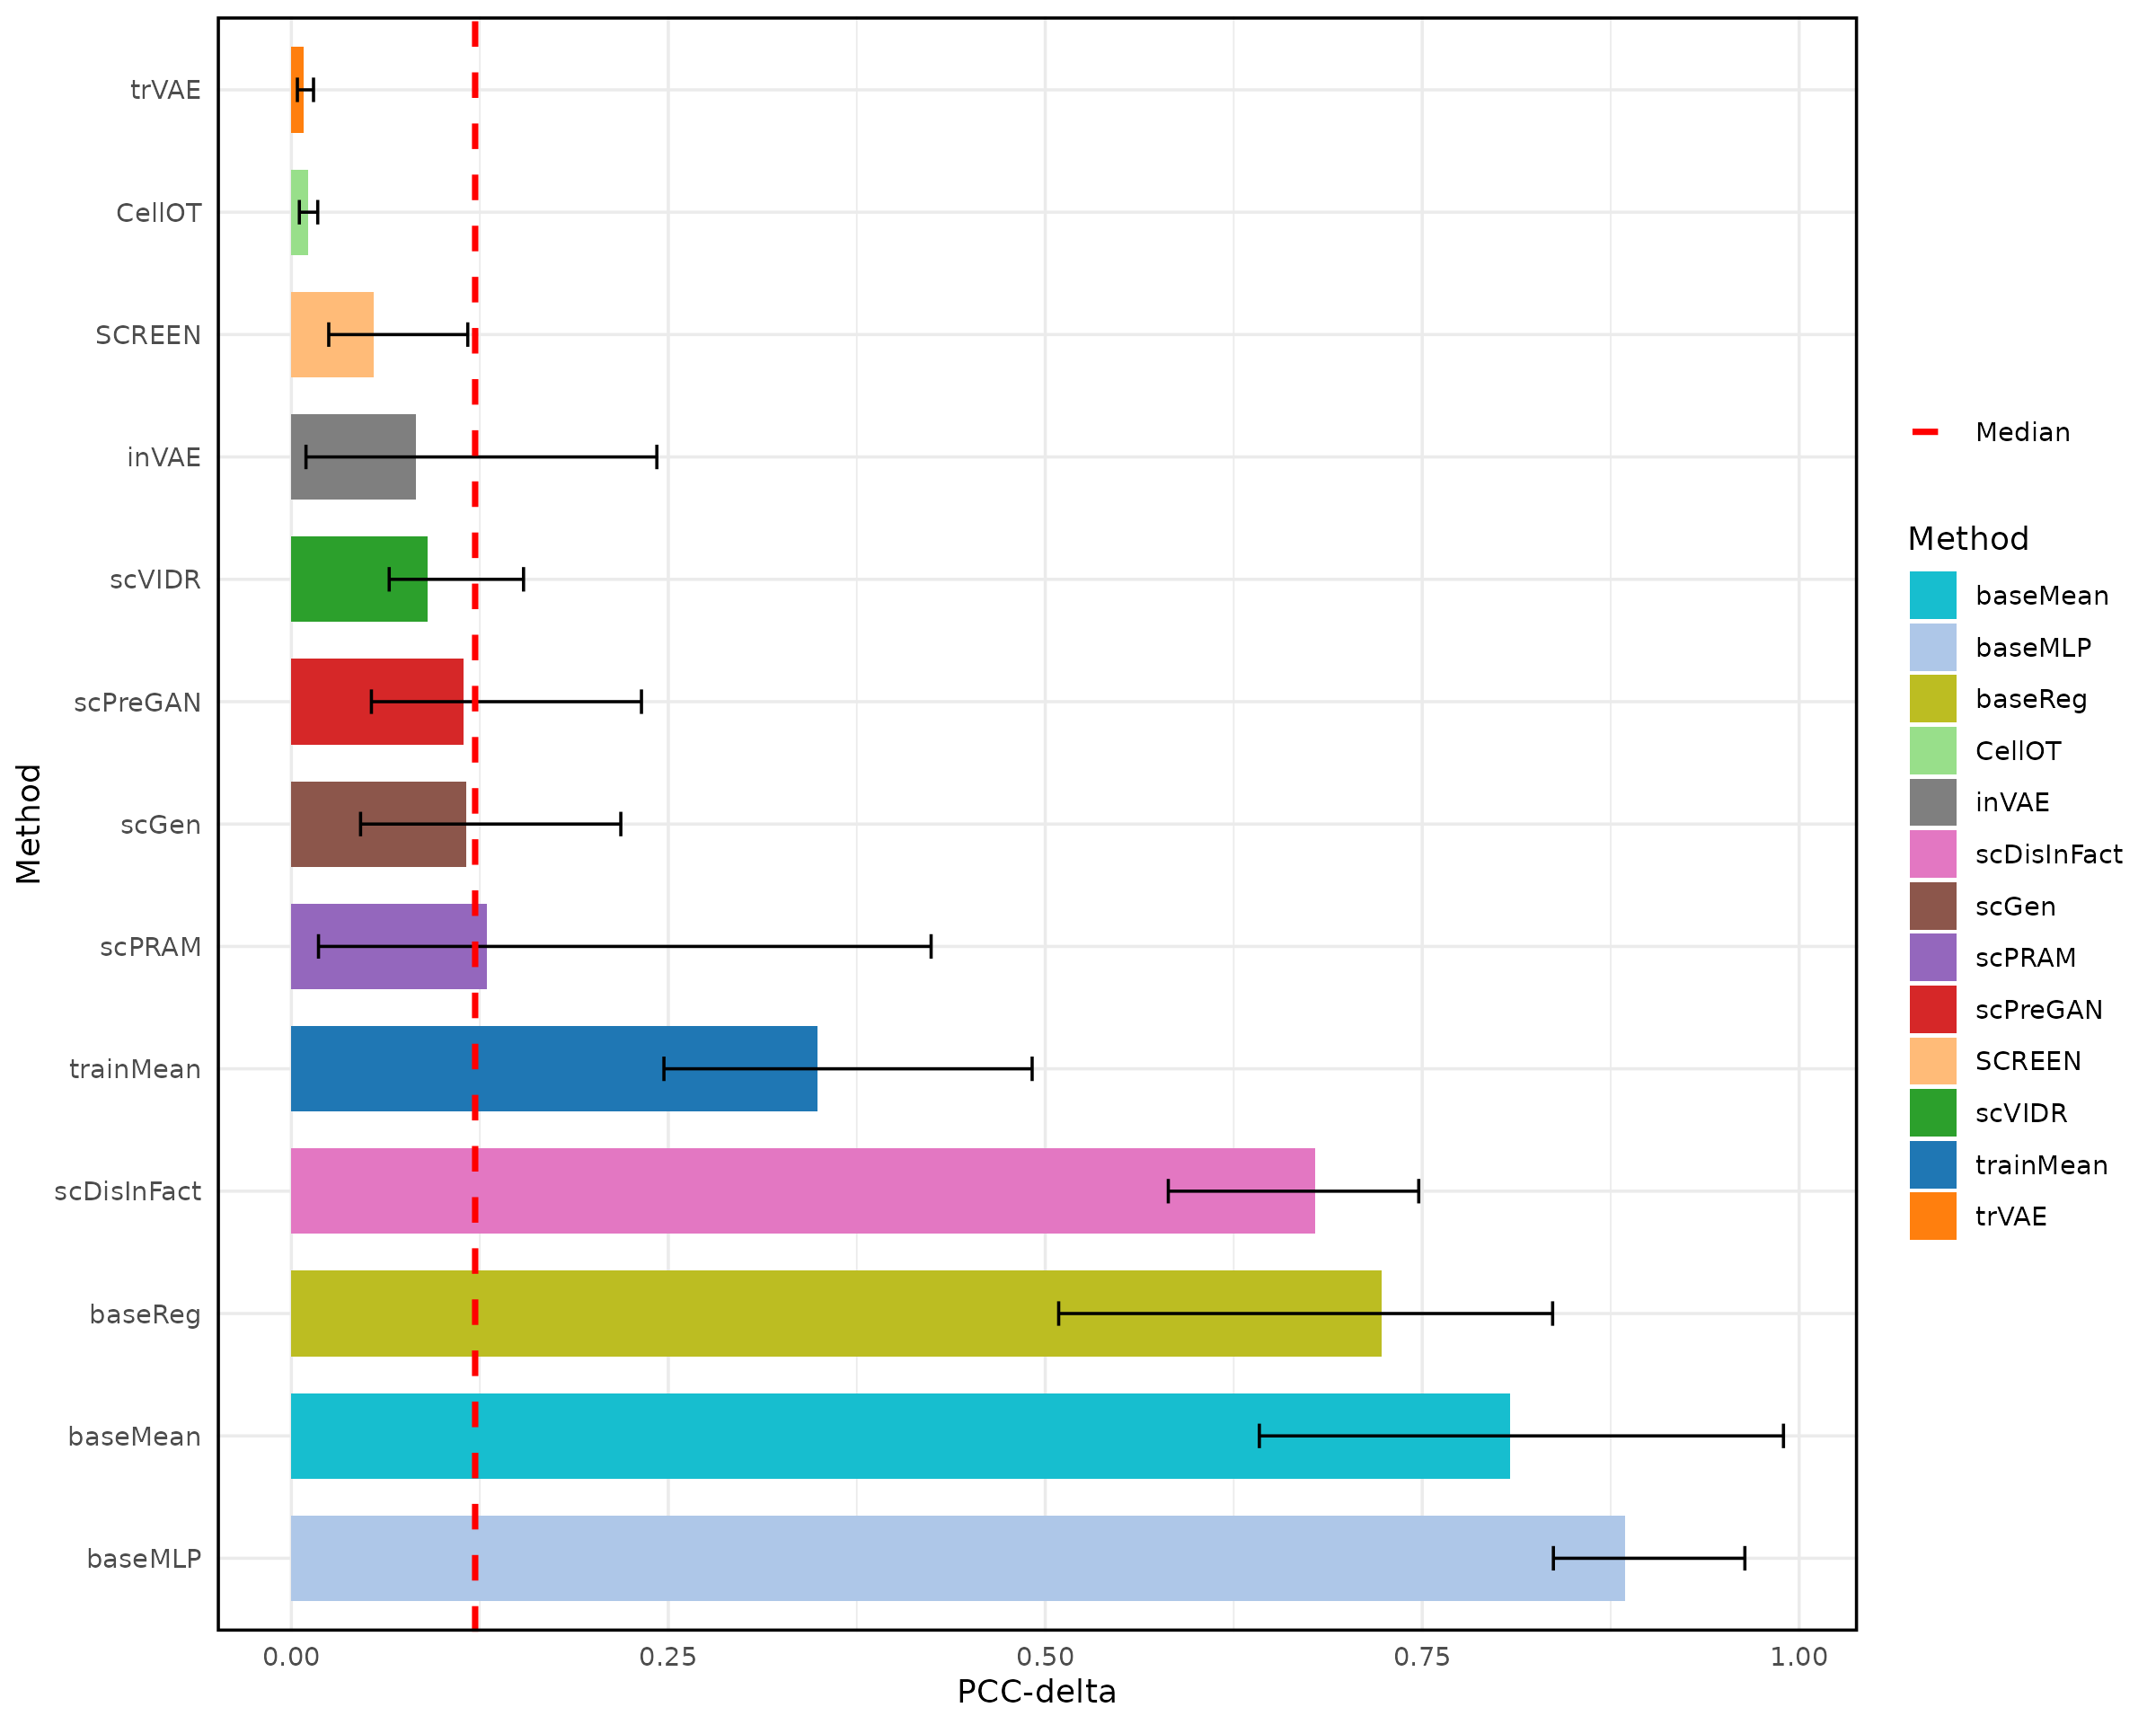 trVAE
CellOT
SCREEN
inVAE
scVIDR
scPreGAN
scGen
scPRAM
trainMean
scDisInFact
baseReg
baseMean
baseMLP
Method
0.00 0.25 0.50 0.75 1.00
PCC-delta
Median
Method
baseMean
baseMLP
baseReg
CellOT
inVAE
scDisInFact
scGen
scPRAM
scPreGAN
SCREEN
scVIDR
trainMean
trVAE